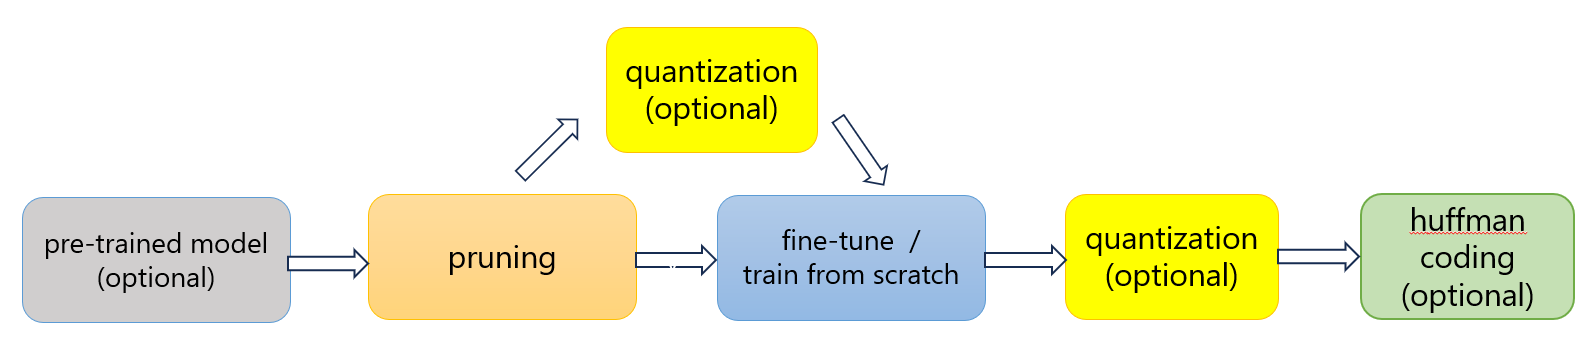 quantization
(optional)
pre-trained model
(optional)
pruning
fine-tune /
train from scratch
quantization
(optional)
huffman
coding
(optional)